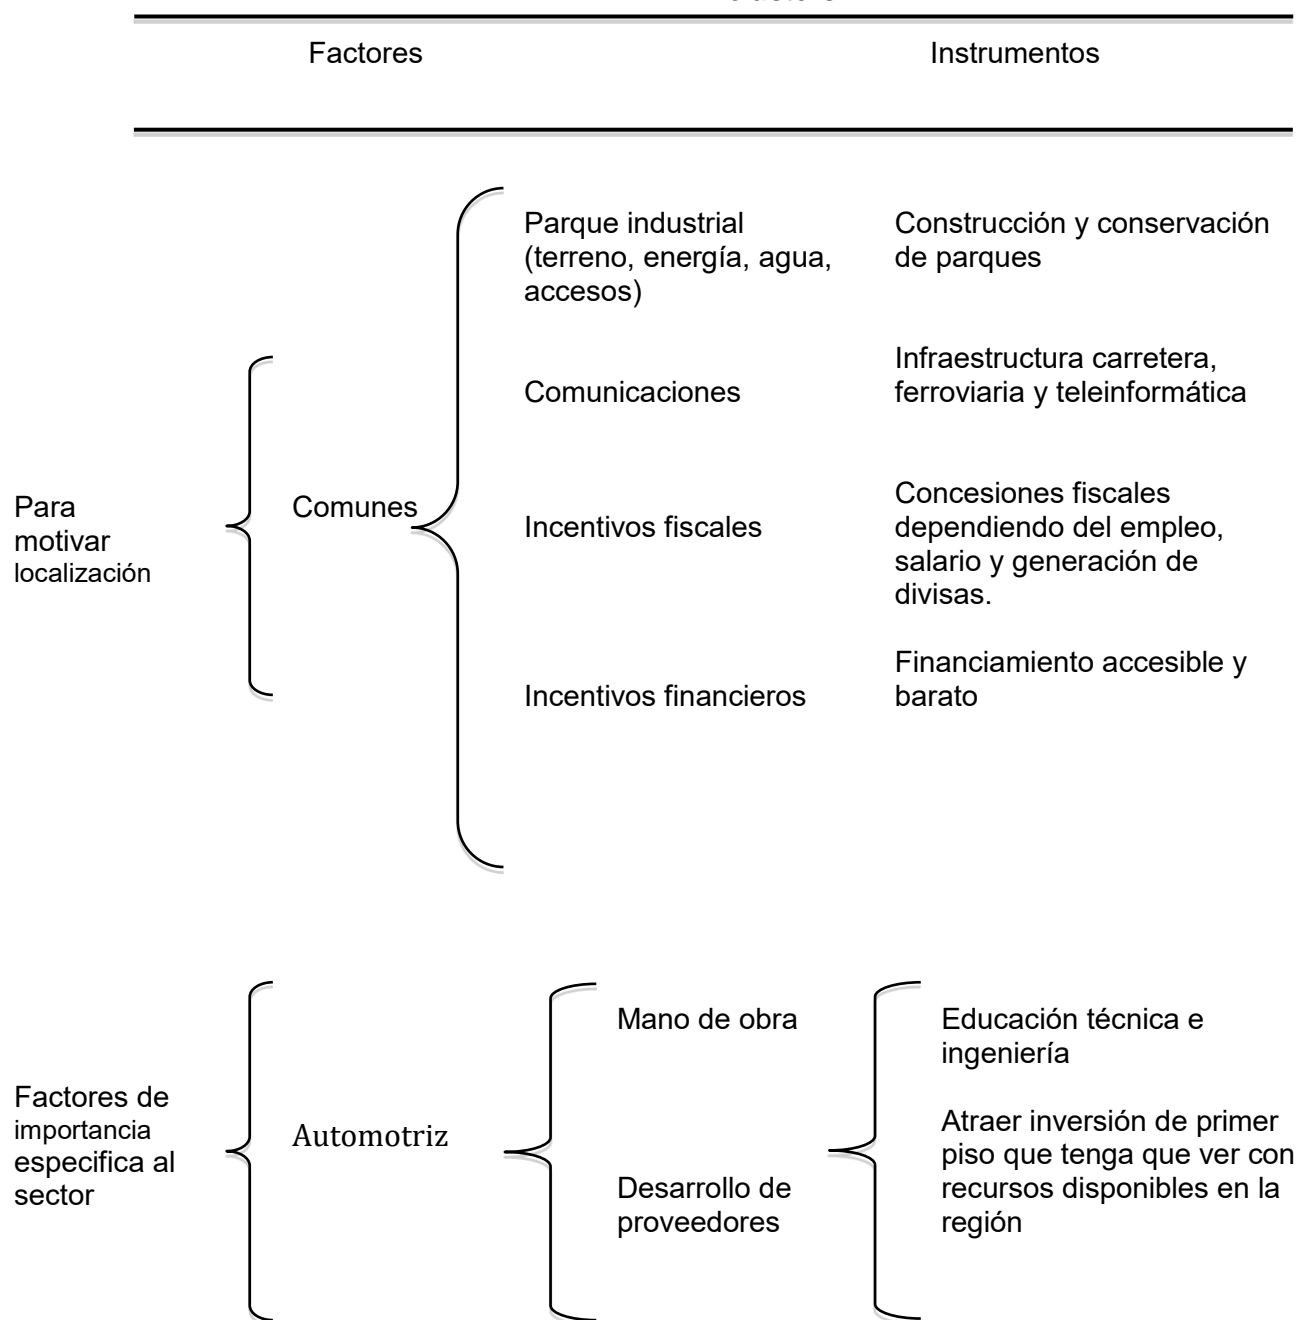 Factores Instrumentos
Parque industrial
(terreno, energía, agua,
accesos)
Construcción y conservación
de parques
Comunicaciones
Infraestructura carretera,
ferroviaria y teleinformática
Para
motivar
localización
Comunes
Incentivos fiscales
Concesiones fiscales
dependiendo del empleo,
salario y generación de
divisas.
Incentivos financieros
Financiamiento accesible y
barato
Factores de
importancia
especifica al
sector
Automotriz
Mano de obra
Educación técnica e
ingeniería
Desarrollo de
proveedores
Atraer inversión de primer
piso que tenga que ver con
recursos disponibles en la
región